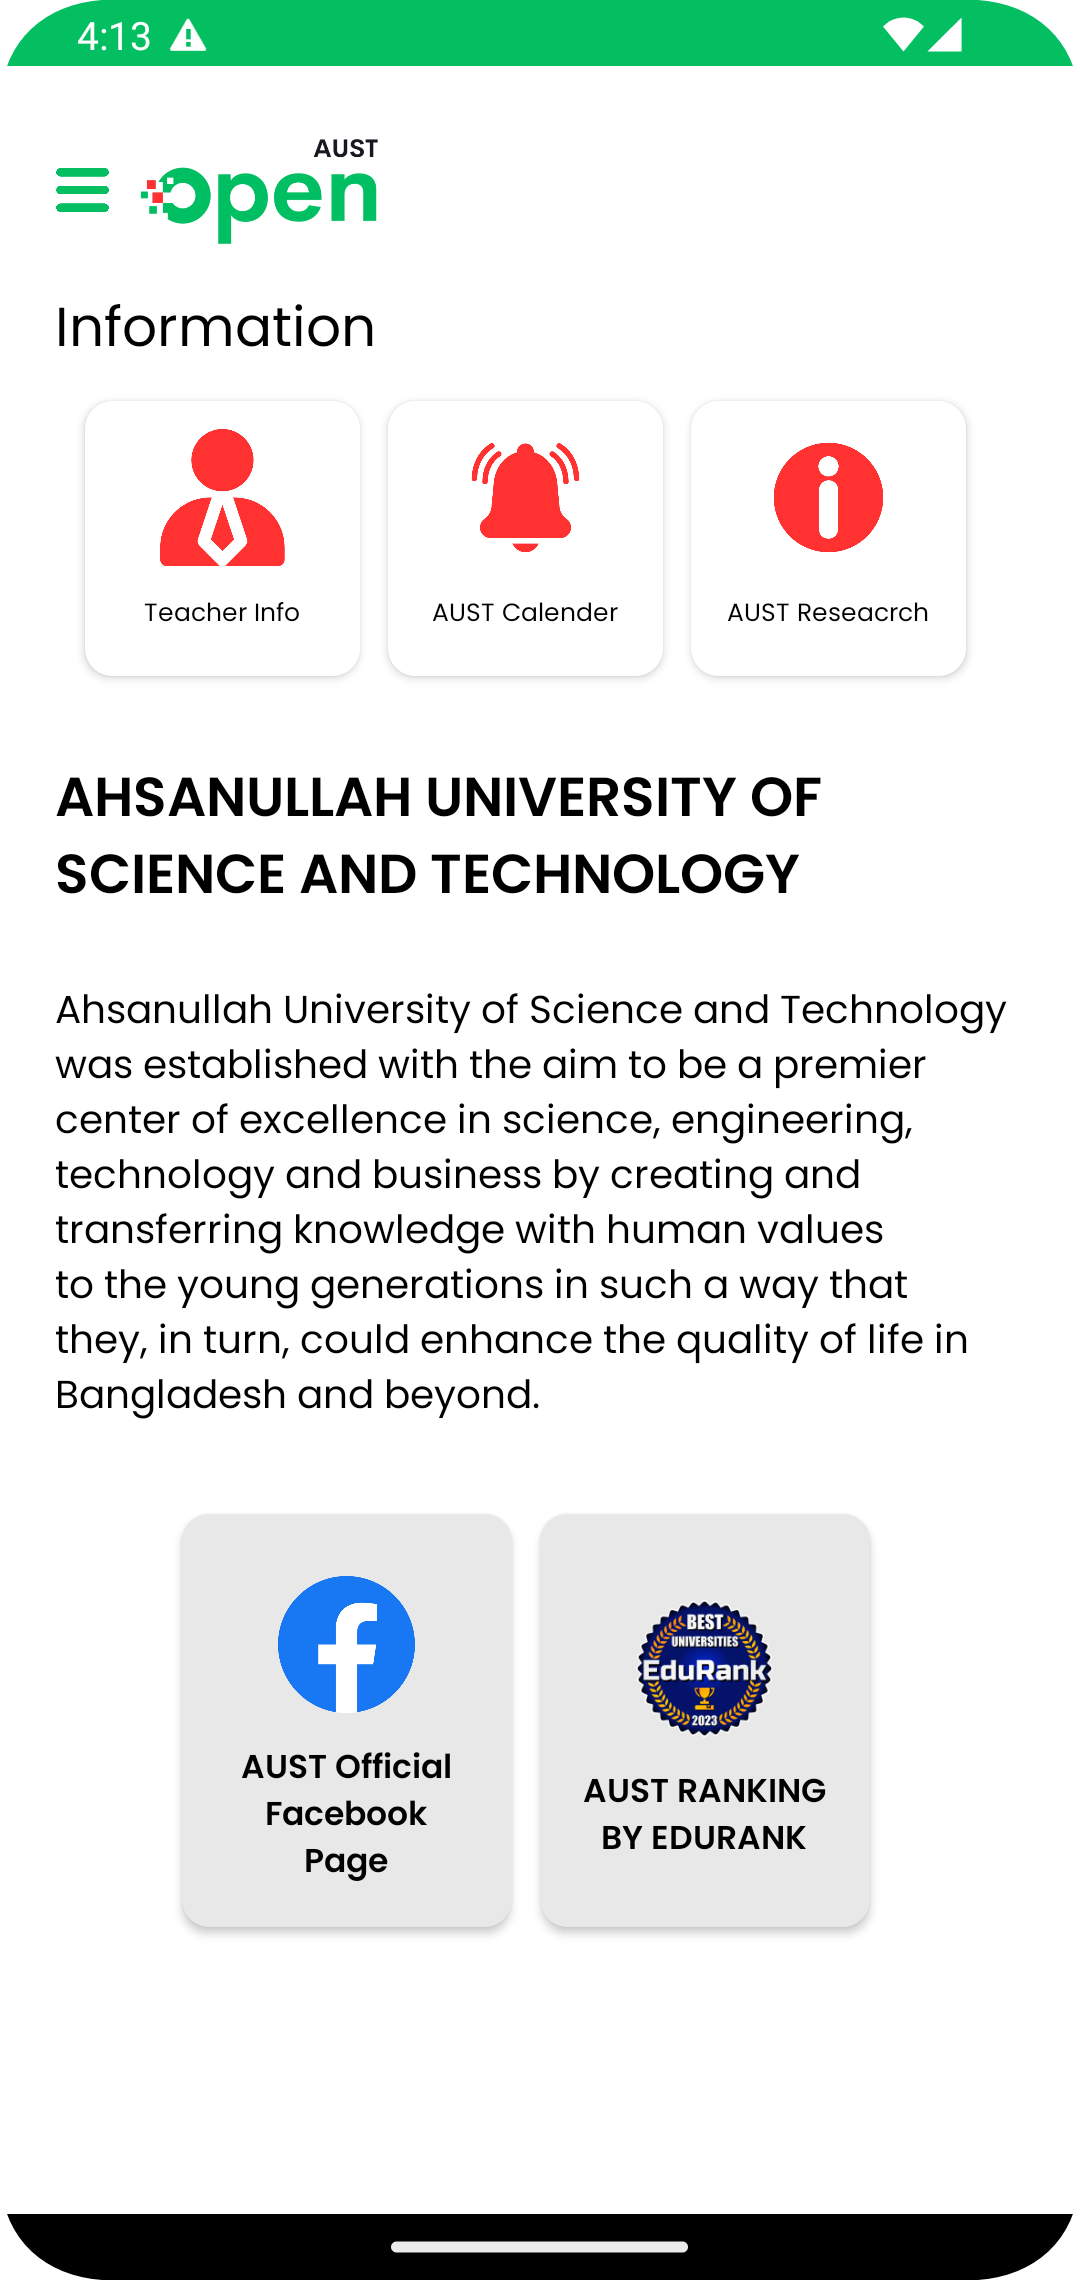 4:13
AUST
open
Information
Teacher Info
AUST Calender
AUST Reseacrch
AHSANULLAH UNIVERSITY OF
SCIENCE AND TECHNOLOGY
Ahsanullah University of Science and Technology
was established with the aim to be a premier
center of excellence in science, engineering,
technology and business by creating and
transferring knowledge with human values
to the young generations in such a way that
they, in turn, could enhance the quality of life in
Bangladesh and beyond.
AUST Official
Facebook
Page
BEST
UNIVERSITIES
EduRank
2023
AUST RANKING
BY EDURANK